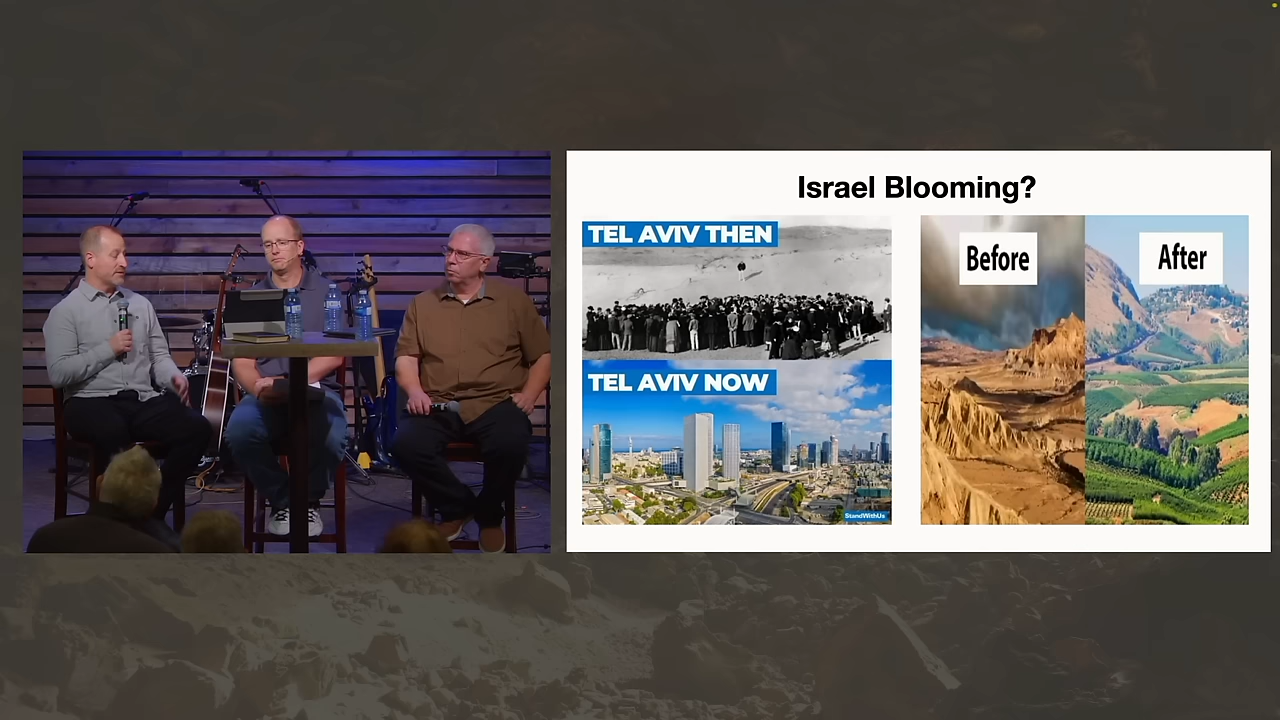 Israel Blooming?
TEL AVIV THEN
TEL AVIV NOW
StandWithUs
Before
After